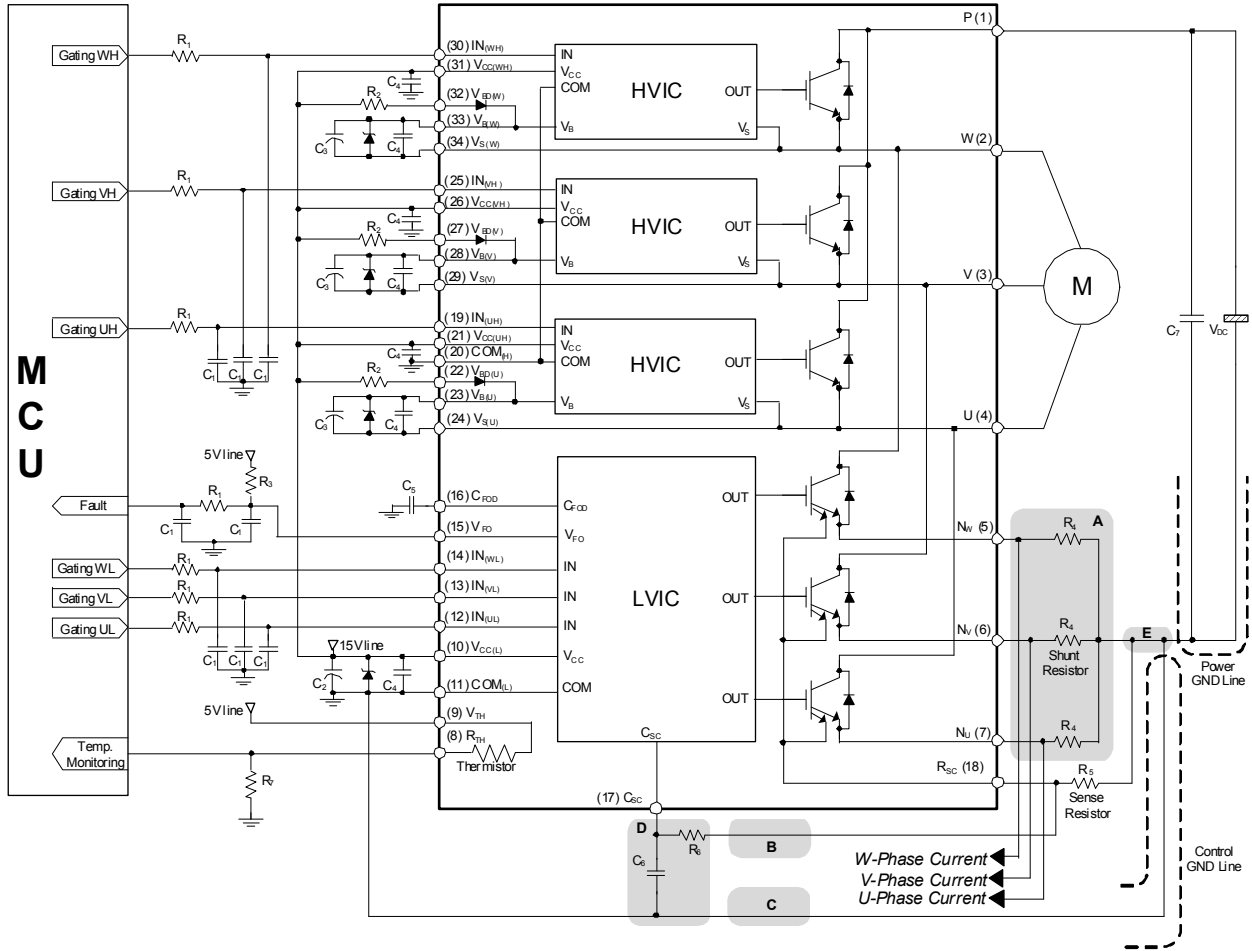 P (1)
Gating WH
R1
(30) IN(WH)
(31) VCC(WH)
C4
IN
VCC
COM
HVIC
OUT
R2
(32) VBD(W)
(33) VB(W)
VB
VS
C3
C4
(34) VS(W)
W (2)
Gating VH
R1
(25) IN(VH)
(26) VCC(VH)
C4
IN
VCC
COM
HVIC
OUT
R2
(27) VBD(V)
(28) VB(V)
VB
VS
C3
C4
(29) VS(V)
V (3)
M
Gating UH
R1
(19) IN(UH)
(21) VCC(UH)
(20) COM(H)
C4
IN
VCC
COM
HVIC
OUT
C7
VDC
C1
C1
C1
R2
(22) VBD(U)
(23) VB(U)
VB
VS
C3
C4
(24) VS(U)
U (4)
M
C
U
5V line
R3
Fault
R1
C1
C1
C5
(16) CFOD
CFOD
OUT
(15) VFO
VFO
NW (5)
R4
A
Gating WL
R1
(14) IN(WL)
IN
Gating VL
R1
(13) IN(VL)
IN
LVIC
OUT
Gating UL
R1
(12) IN(UL)
IN
NV (6)
R4
Shunt
Resistor
E
Power
GND Line
C1
C1
C1
15V line
(10) VCC(L)
VCC
C2
C4
(11) COM(L)
COM
OUT
5V line
(9) VTH
CSC
NU (7)
R4
Temp.
Monitoring
(8) RTH
Thermistor
R7
RSC (18)
R5
Sense
Resistor
(17) CSC
D
R6
B
C6
C
W-Phase Current
V-Phase Current
U-Phase Current
Control
GND Line